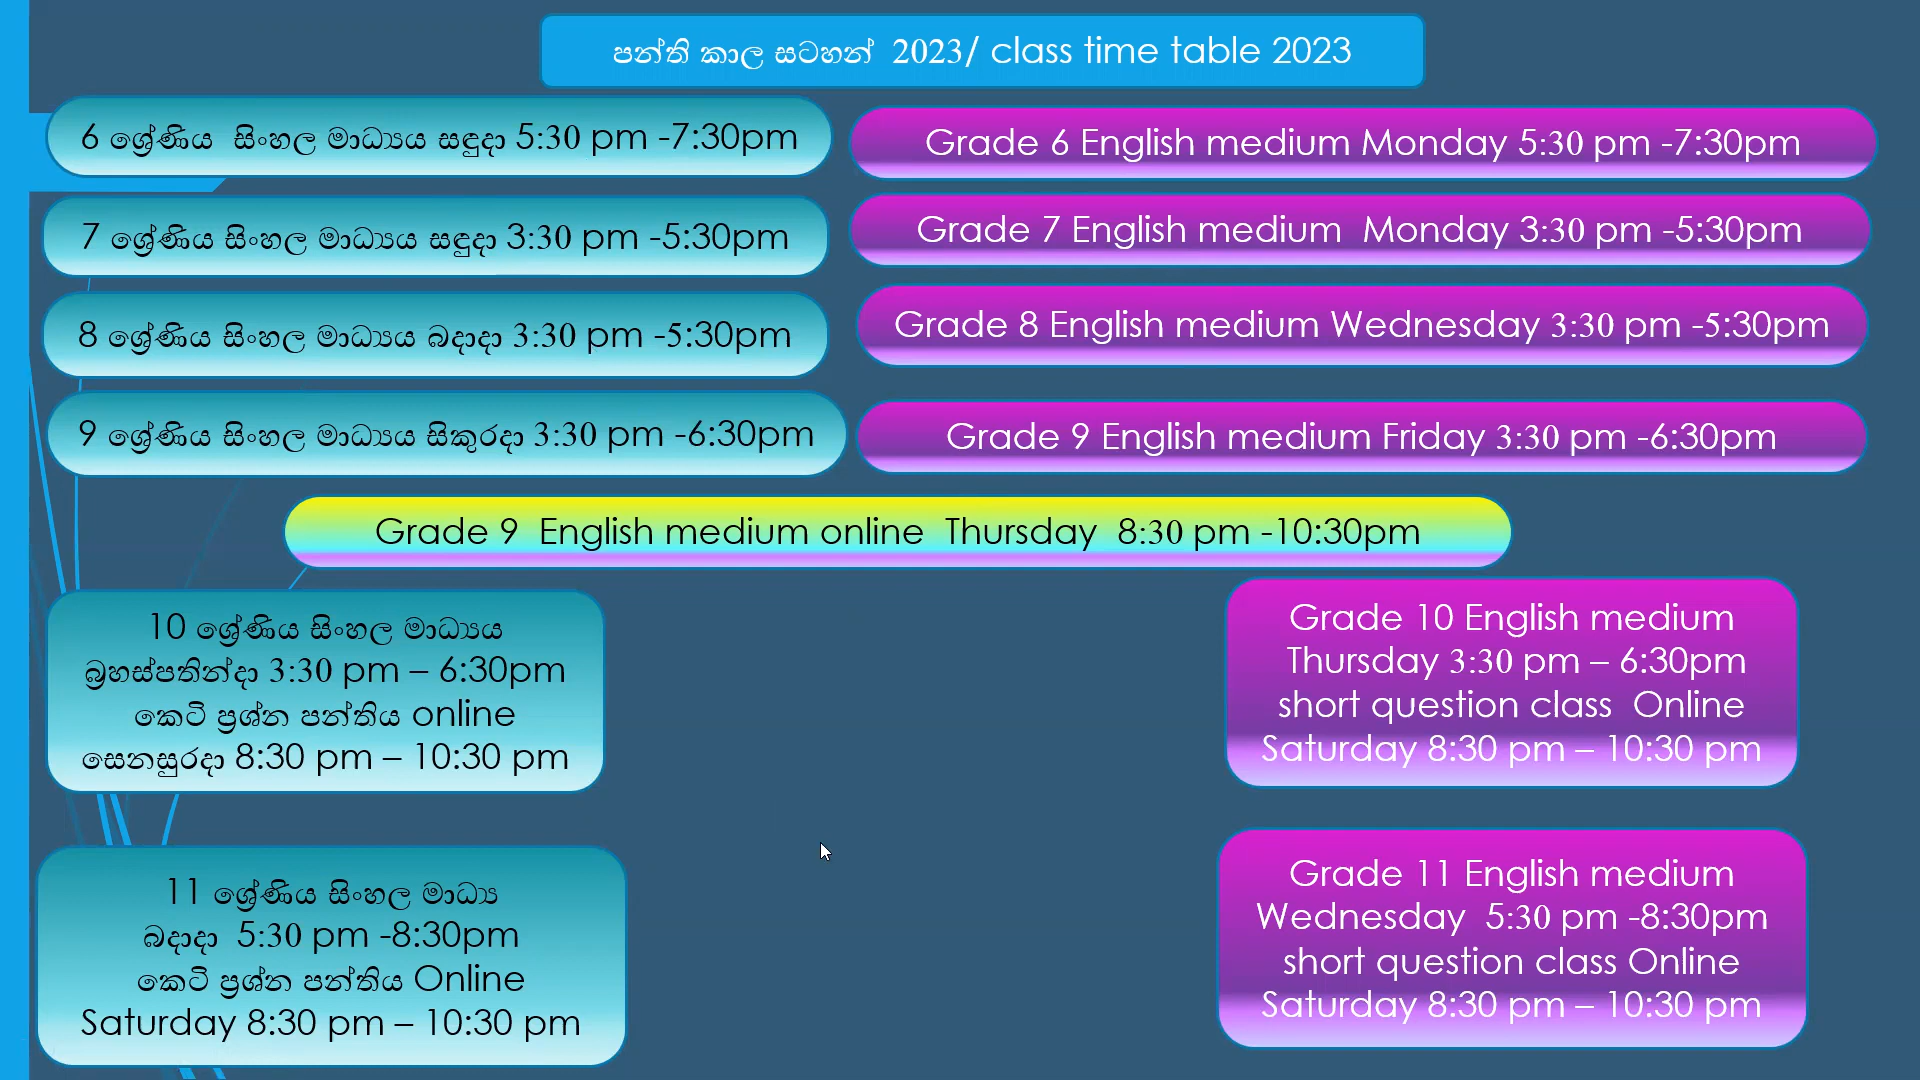 පන්ති කාල සටහන් 2023/ class time table 2023
6 ශ්‍රේණිය සිංහල මාධ්‍යය සඳුදා 5:30 pm -7:30pm
Grade 6 English medium Monday 5:30 pm -7:30pm
7 ශ්‍රේණිය සිංහල මාධ්‍යය සඳුදා 3:30 pm -5:30pm
Grade 7 English medium Monday 3:30 pm -5:30pm
8 ශ්‍රේණිය සිංහල මාධ්‍යය බදාදා 3:30 pm -5:30pm
Grade 8 English medium Wednesday 3:30 pm -5:30pm
9 ශ්‍රේණිය සිංහල මාධ්‍යය සිකුරදා 3:30 pm -6:30pm
Grade 9 English medium Friday 3:30 pm -6:30pm
Grade 9 English medium online Thursday 8:30 pm -10:30pm
10 ශ්‍රේණිය සිංහල මාධ්‍යය
බ්‍රහස්පතින්දා 3:30 pm – 6:30pm
කෙටි ප්‍රශ්න පන්තිය online
සෙනසුරදා 8:30 pm – 10:30 pm
Grade 10 English medium
Thursday 3:30 pm – 6:30pm
short question class Online
Saturday 8:30 pm – 10:30 pm
11 ශ්‍රේණිය සිංහල මාධ්‍ය
බදාදා 5:30 pm -8:30pm
කෙටි ප්‍රශ්න පන්තිය Online
Saturday 8:30 pm – 10:30 pm
Grade 11 English medium
Wednesday 5:30 pm -8:30pm
short question class Online
Saturday 8:30 pm – 10:30 pm